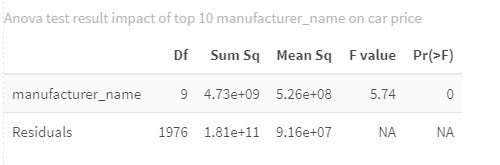 Anova test result impact of top 10 manufacturer_name on car price
Df Sum Sq Mean Sq F value Pr(>F)
manufacturer_name 9 4.73e+09 5.26e+08 5.74 0
Residuals 1976 1.81e+11 9.16e+07 NA NA